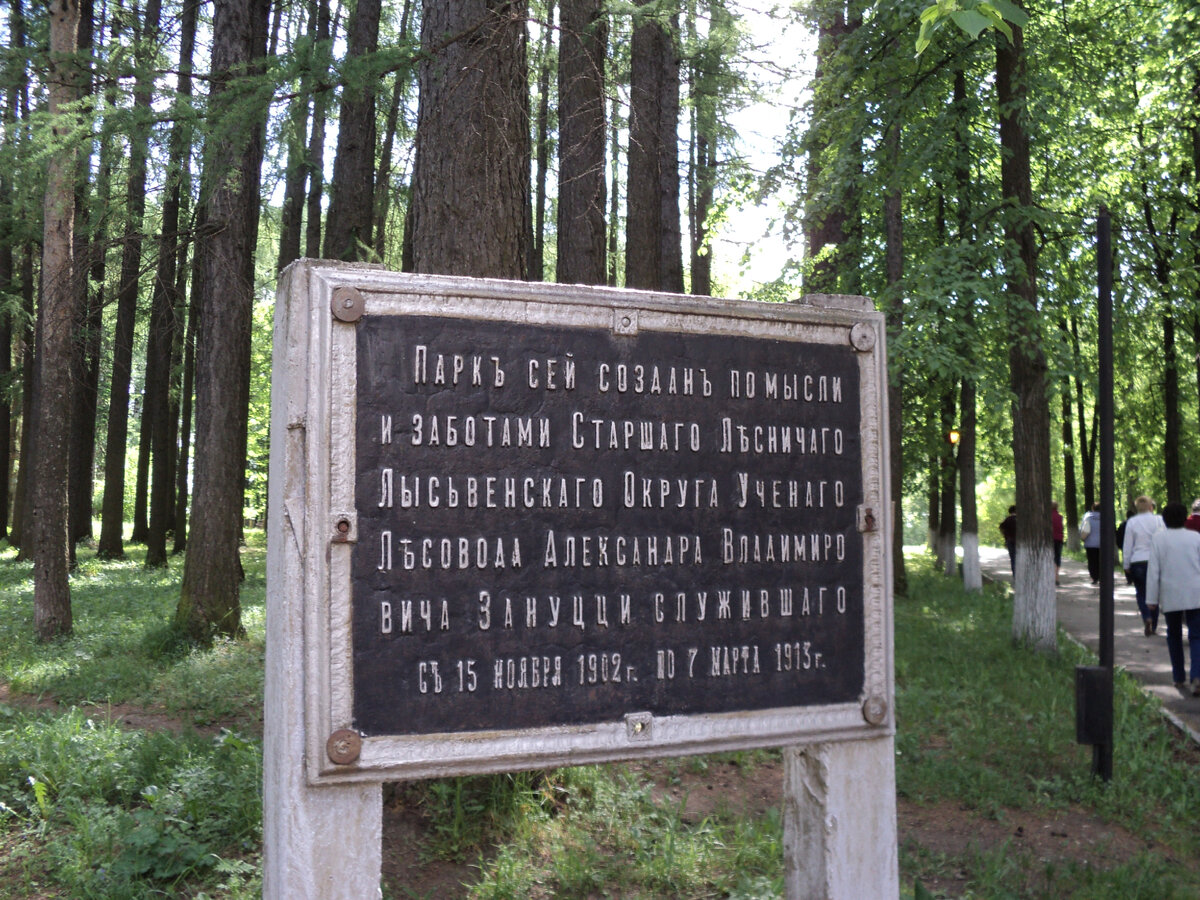 Паркъ сей созданъ по мысли
и заботами Старшаго Лѣсничаго
Лысьвенскаго Округа Ученаго
Лѣсовода Александра Владимиро
вича Зануцци служившаго
съ 15 ноября 1902г. по 7 марта 1913г.